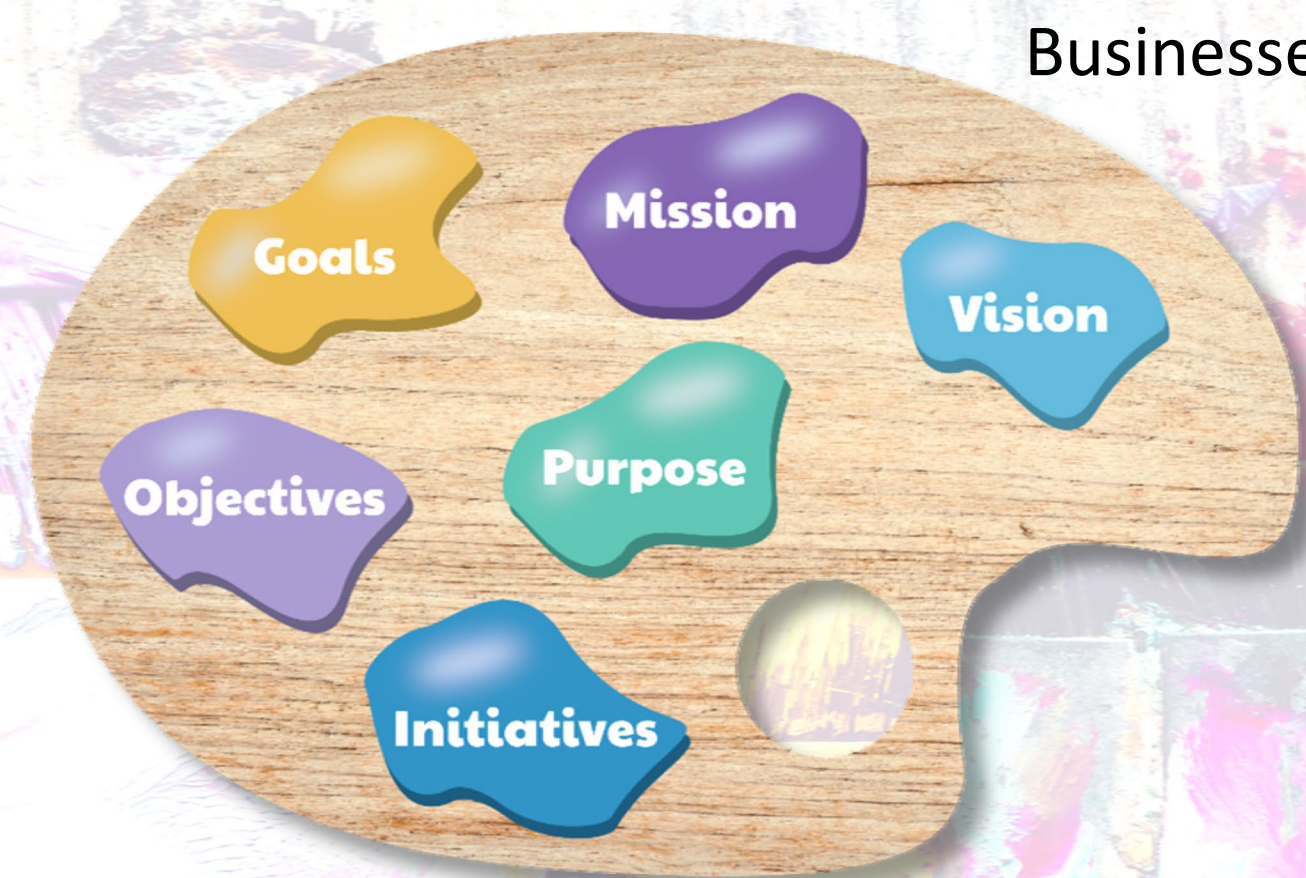 Businesse
Goals
Mission
Vision
Objectives
Purpose
Initiatives